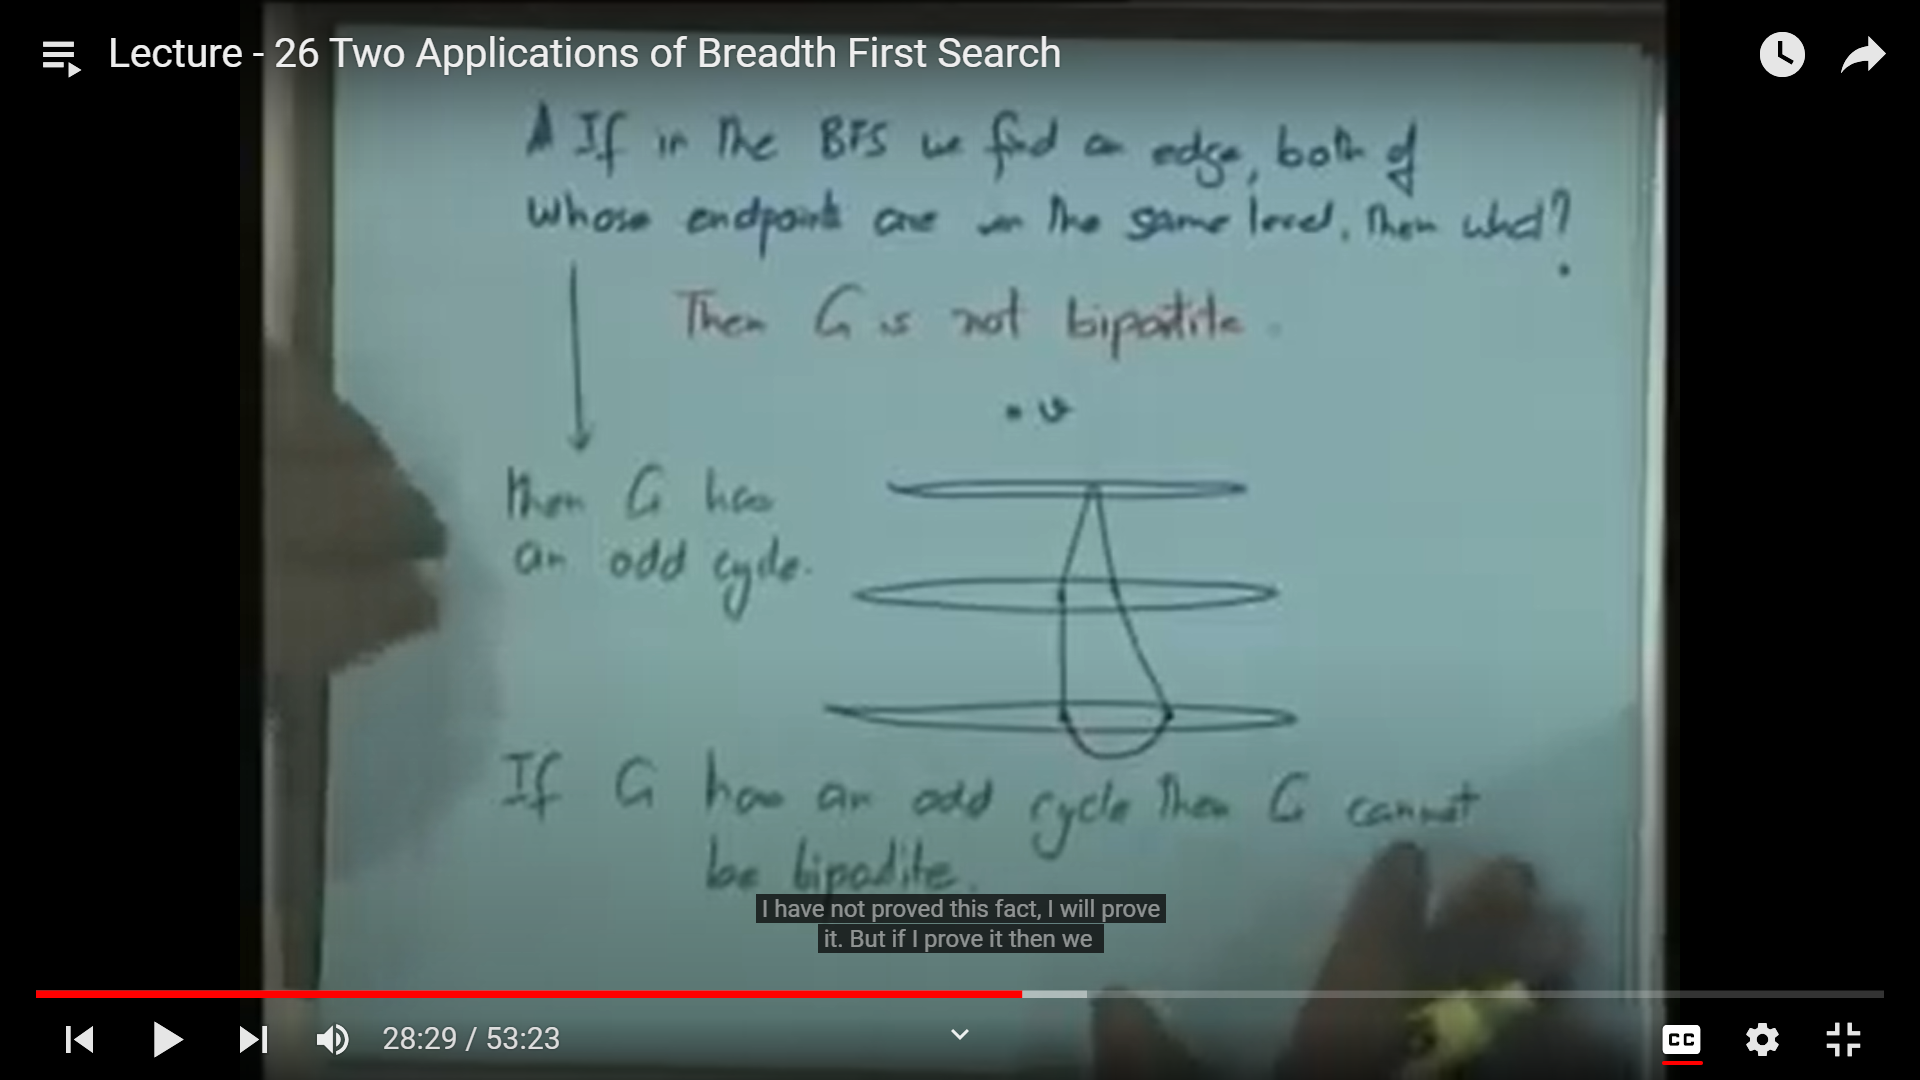 Lecture - 26 Two Applications of Breadth First Search
If in the BFS we find an edge, both of
whose endpoints are in the same level, then what?
Then G is not bipartite.
v
then G has
an odd cycle.
If G has an odd cycle then G cannot
be bipartite.
I have not proved this fact, I will prove
it. But if I prove it then we
28:29 / 53:23
CC